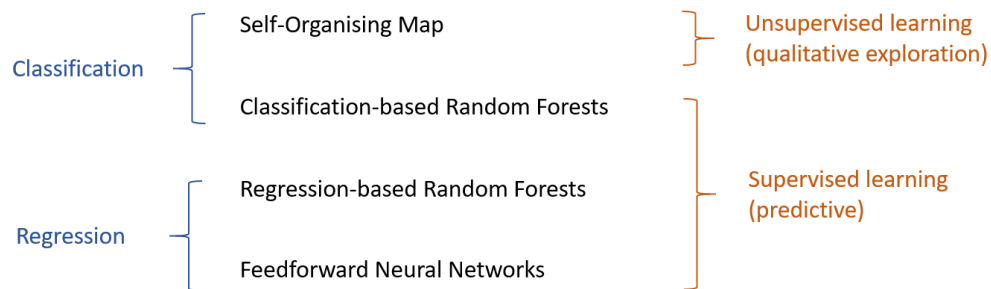 Self-Organising Map
Unsupervised learning
(qualitative exploration)
Classification
Classification-based Random Forests
Regression-based Random Forests
Supervised learning
(predictive)
Regression
Feedforward Neural Networks